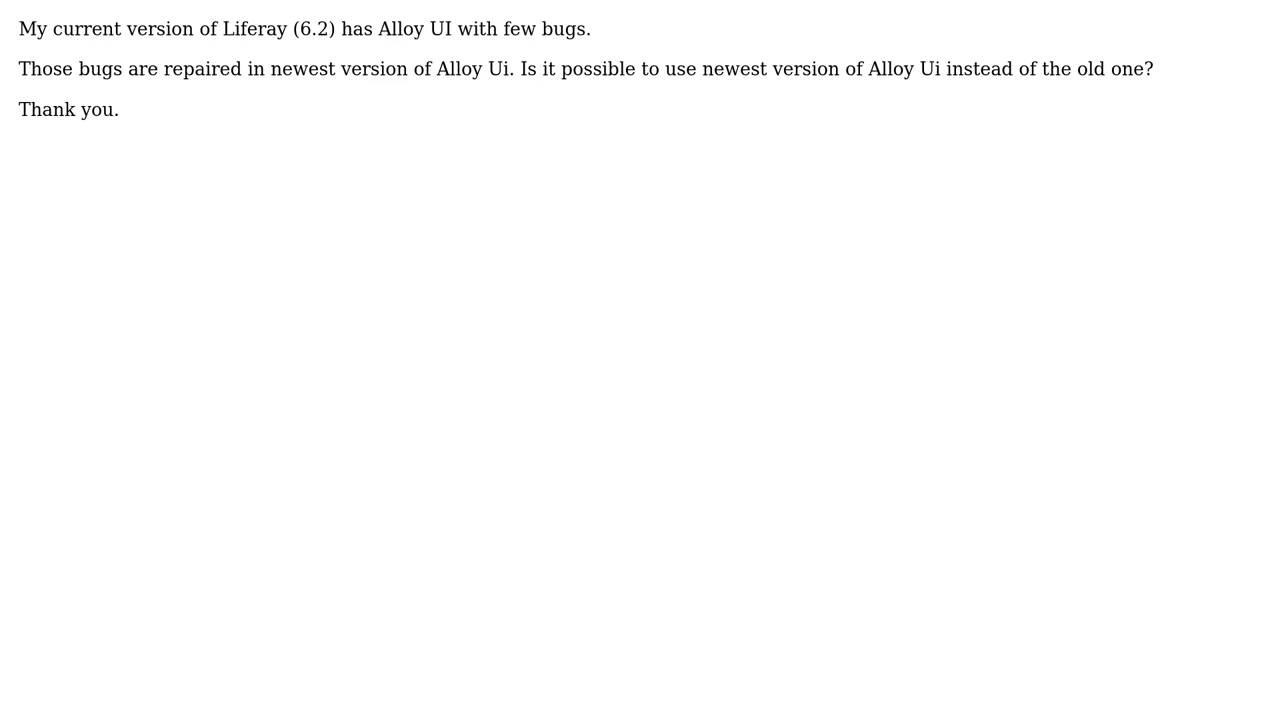 My current version of Liferay (6.2) has Alloy UI with few bugs.
Those bugs are repaired in newest version of Alloy Ui. Is it possible to use newest version of Alloy Ui instead of the old one?
Thank you.